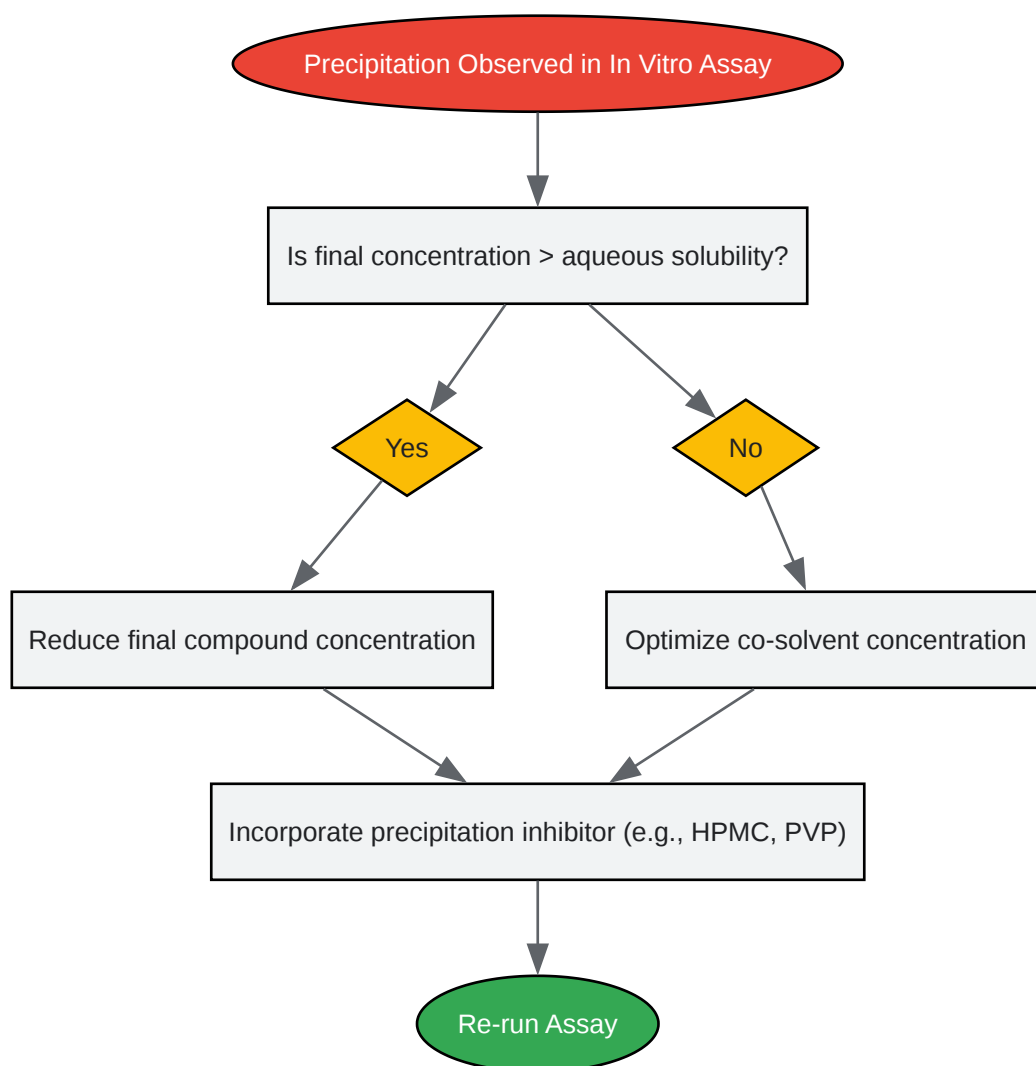 Precipitation Observed in In Vitro Assay
Is final concentration > aqueous solubility?
Yes
No
Reduce final compound concentration
Optimize co-solvent concentration
Incorporate precipitation inhibitor (e.g., HPMC, PVP)
Re-run Assay